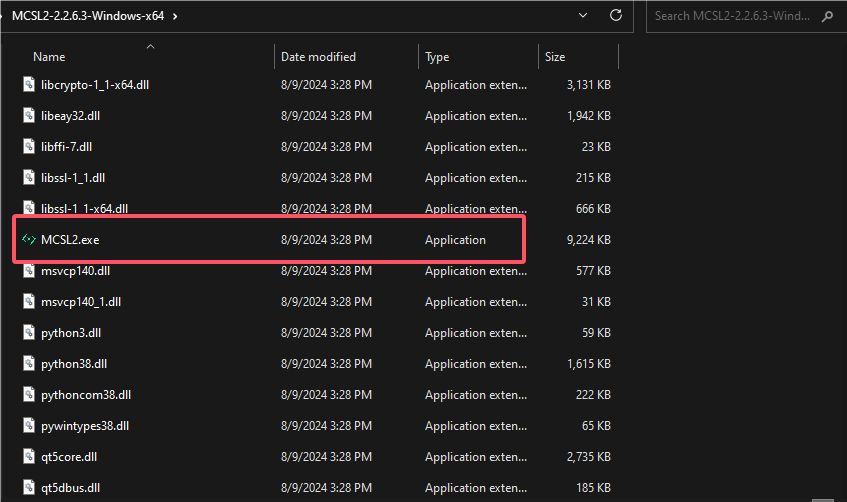 MCSL2-2.2.6.3-Windows-x64
Search MCSL2-2.2.6.3-Wind...
Name Date modified Type Size
libcrypto-1_1-x64.dll 8/9/2024 3:28 PM Application exten... 3,131 KB
libeay32.dll 8/9/2024 3:28 PM Application exten... 1,942 KB
libffi-7.dll 8/9/2024 3:28 PM Application exten... 23 KB
libssl-1_1.dll 8/9/2024 3:28 PM Application exten... 215 KB
libssl-1_1-x64.dll 8/9/2024 3:28 PM Application exten... 666 KB
MCSL2.exe 8/9/2024 3:28 PM Application 9,224 KB
msvcp140.dll 8/9/2024 3:28 PM Application exten... 577 KB
msvcp140_1.dll 8/9/2024 3:28 PM Application exten... 31 KB
python3.dll 8/9/2024 3:28 PM Application exten... 59 KB
python38.dll 8/9/2024 3:28 PM Application exten... 1,615 KB
pythoncom38.dll 8/9/2024 3:28 PM Application exten... 222 KB
pywintypes38.dll 8/9/2024 3:28 PM Application exten... 65 KB
qt5core.dll 8/9/2024 3:28 PM Application exten... 2,735 KB
qt5dbus.dll 8/9/2024 3:28 PM Application exten... 185 KB